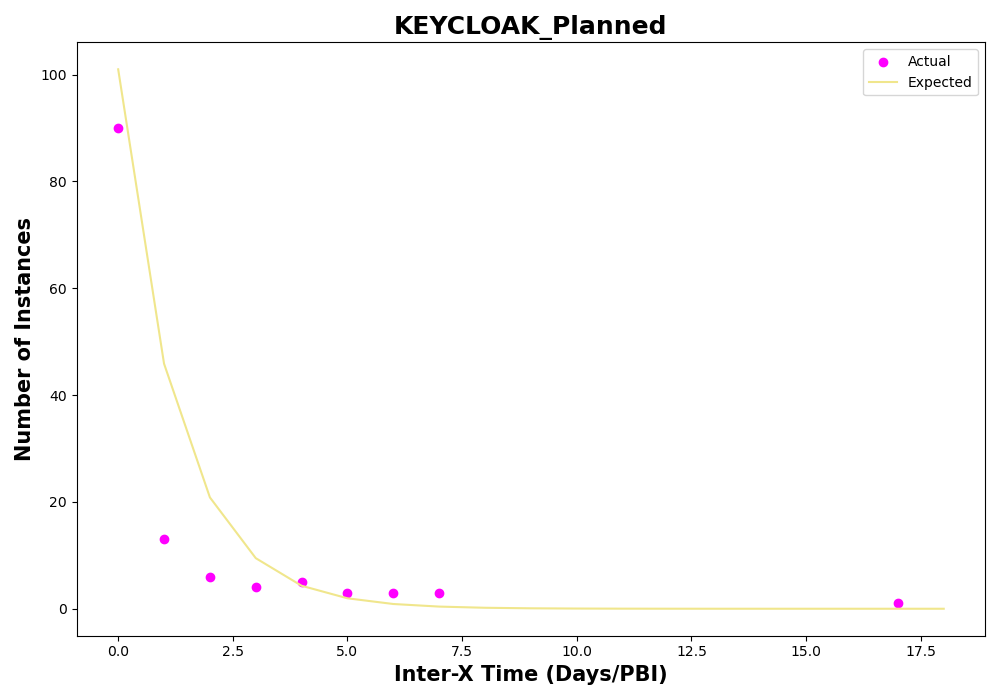 KEYCLOAK_Planned
Actual
Expected
100
80
60
40
20
0
Number of Instances
0.0 2.5 5.0 7.5 10.0 12.5 15.0 17.5
Inter-X Time (Days/PBI)